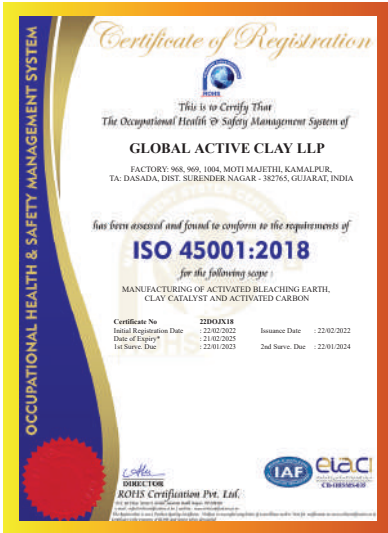 Certificate of Registration
OCCUPATIONAL HEALTH & SAFETY MANAGEMENT SYSTEM
ROHS
This is to Certify That
The Occupational Health & Safety Management System of
GLOBAL ACTIVE CLAY LLP
FACTORY: 968, 969, 1004, MOTI MAJETHI, KAMALPUR,
TA: DASADA, DIST. SURENDER NAGAR - 382765, GUJARAT, INDIA
has been assessed and found to conform to the requirements of
ISO 45001:2018
for the following scope :
MANUFACTURING OF ACTIVATED BLEACHING EARTH,
CLAY CATALYST AND ACTIVATED CARBON
Certificate No 22DOJX18
Initial Registration Date : 22/02/2022 Issuance Date : 22/02/2022
Date of Expiry* : 21/02/2025
1st Surve. Due : 22/01/2023 2nd Surve. Due : 22/01/2024
DIRECTOR
ROHS Certification Pvt. Ltd.
IAF
eiaci